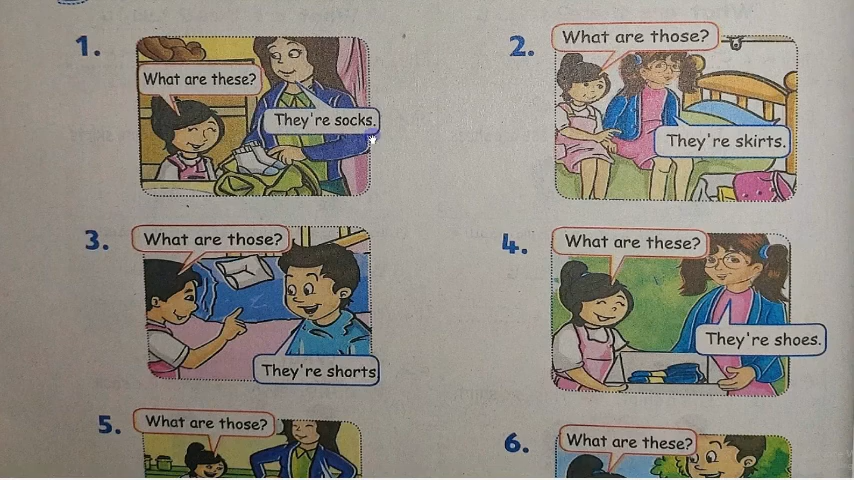 1.
What are these?
They're socks.
2.
What are those?
They're skirts.
3.
What are those?
They're shorts
4.
What are these?
They're shoes.
5.
What are those?
6.
What are these?